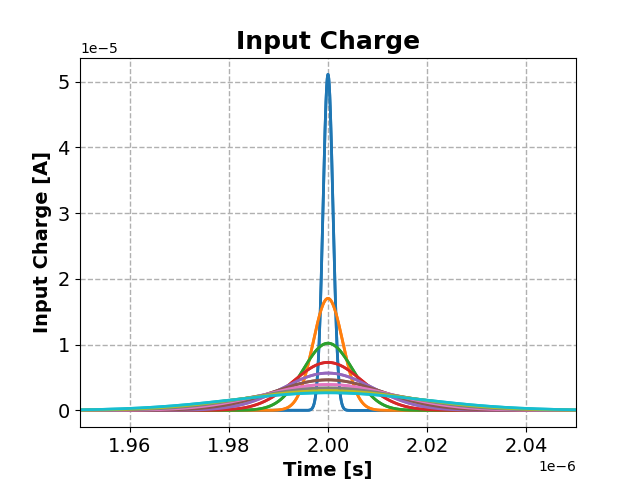 Input Charge
1e−5
5
4
3
2
1
0
Input Charge [A]
1.96
1.98
2.00
2.02
2.04
Time [s]
1e−6